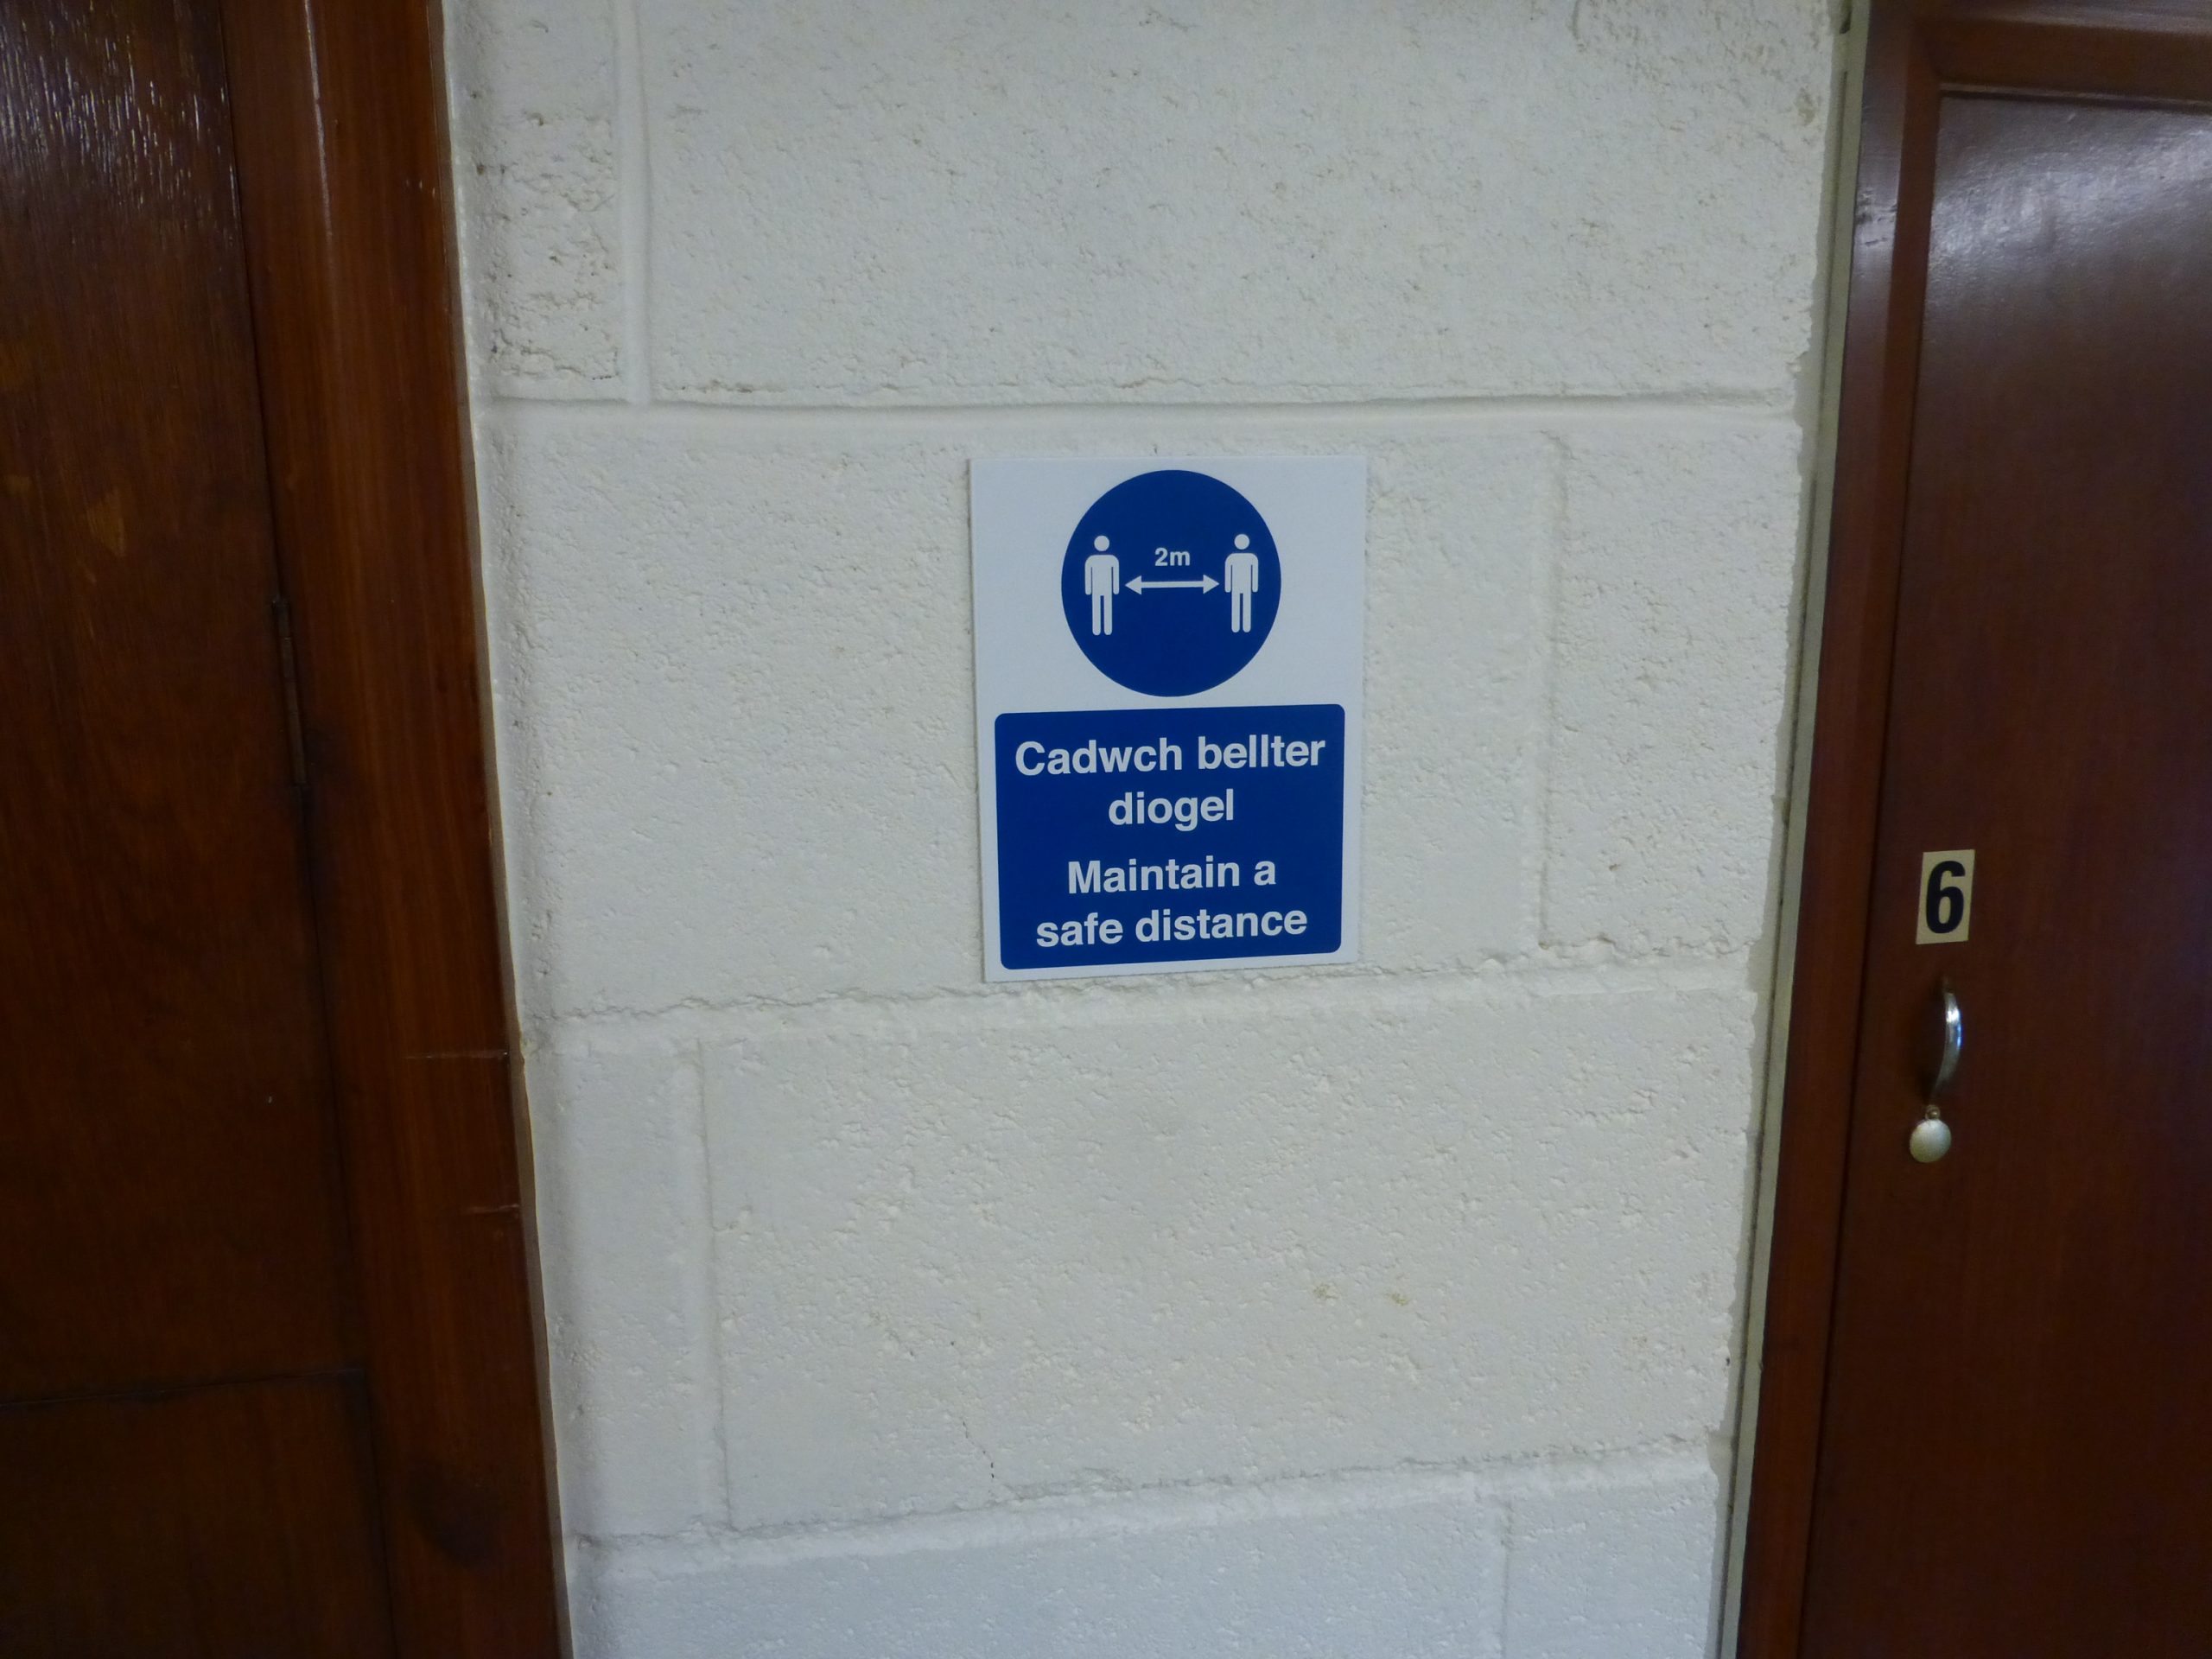 2m
Cadwch bellter
diogel
Maintain a
safe distance
6